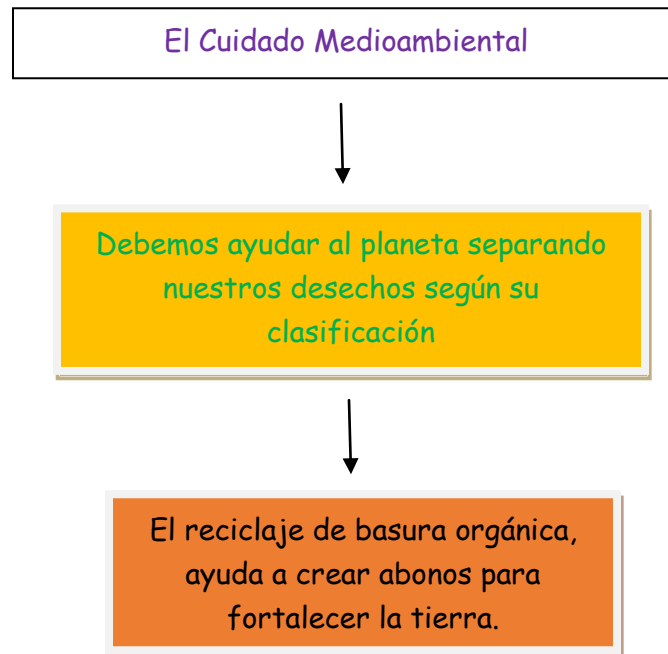 El Cuidado Medioambiental
Debemos ayudar al planeta separando
nuestros desechos según su
clasificación
El reciclaje de basura orgánica,
ayuda a crear abonos para
fortalecer la tierra.